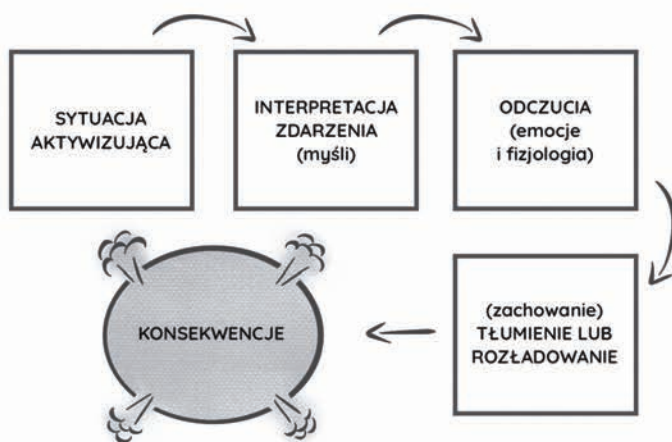 SYTUACJA
AKTYWIZUJĄCA
INTERPRETACJA
ZDARZENIA
(myśli)
ODCZUCIA
(emocje
i fizjologia)
(zachowanie)
TŁUMIENIE LUB
ROZŁADOWANIE
KONSEKWENCJE